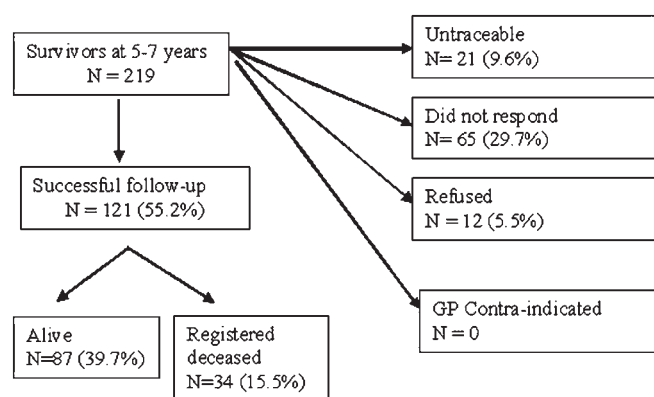 Survivors at 5-7 years
N = 219
Untraceable
N= 21 (9.6%)
Did not respond
N= 65 (29.7%)
Successful follow-up
N = 121 (55.2%)
Refused
N = 12 (5.5%)
GP Contra-indicated
N = 0
Alive
N=87 (39.7%)
Registered
deceased
N=34 (15.5%)